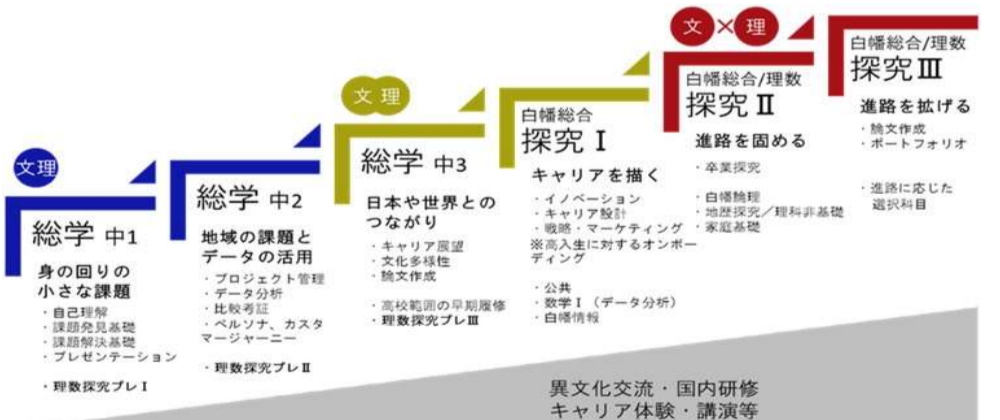 文理
総学 中1
身の回りの
小さな課題
・自己理解
・課題発見基礎
・課題解決基礎
・プレゼンテーション
・理数探究プレⅠ
総学 中2
地域の課題と
データの活用
・プロジェクト管理
・データ分析
・比較考証
・ペルソナ、カスタ
マージャーニー
・理数探究プレⅡ
文 理
総学 中3
日本や世界との
つながり
・キャリア展望
・文化多様性
・論文作成
・高校範囲の早期履修
・理数探究プレⅢ
白幡総合
探究Ⅰ
キャリアを描く
・イノベーション
・キャリア設計
・戦略・マーケティング
※高入生に対するオンボー
ディング
・公共
・数学Ⅰ（データ分析）
・白幡情報
文×理
白幡総合/理数
探究Ⅱ
進路を固める
・卒業探究
・白幡論理
・地歴探究／理科非基礎
・家庭基礎
白幡総合/理数
探究Ⅲ
進路を拡げる
・論文作成
・ポートフォリオ
・進路に応じた
選択科目
異文化交流・国内研修
キャリア体験・講演等